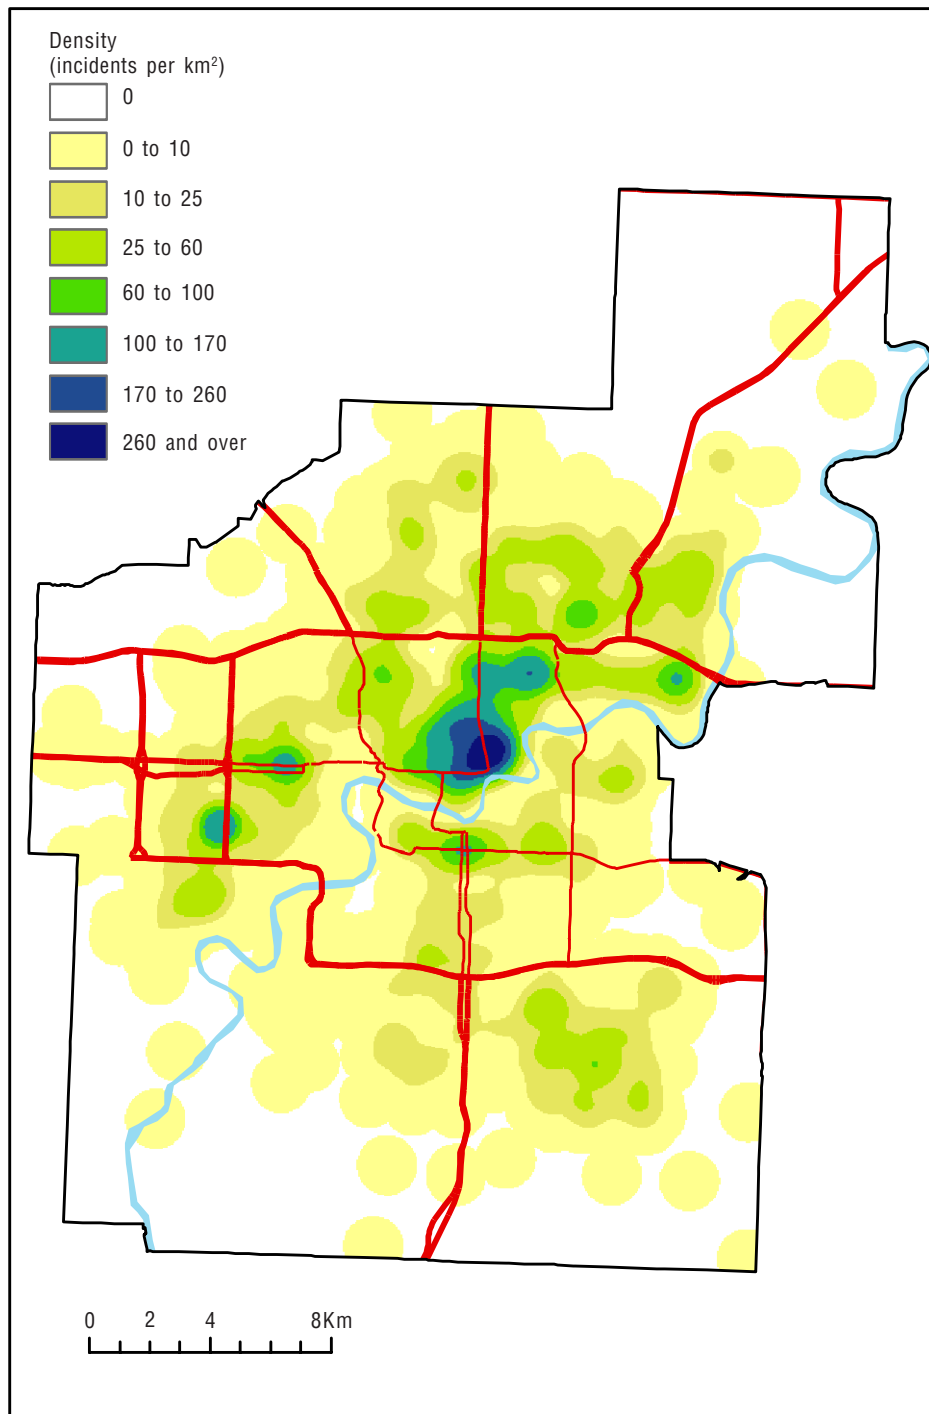 Density
(incidents per km²)
0
0 to 10
10 to 25
25 to 60
60 to 100
100 to 170
170 to 260
260 and over
0 2 4 8Km